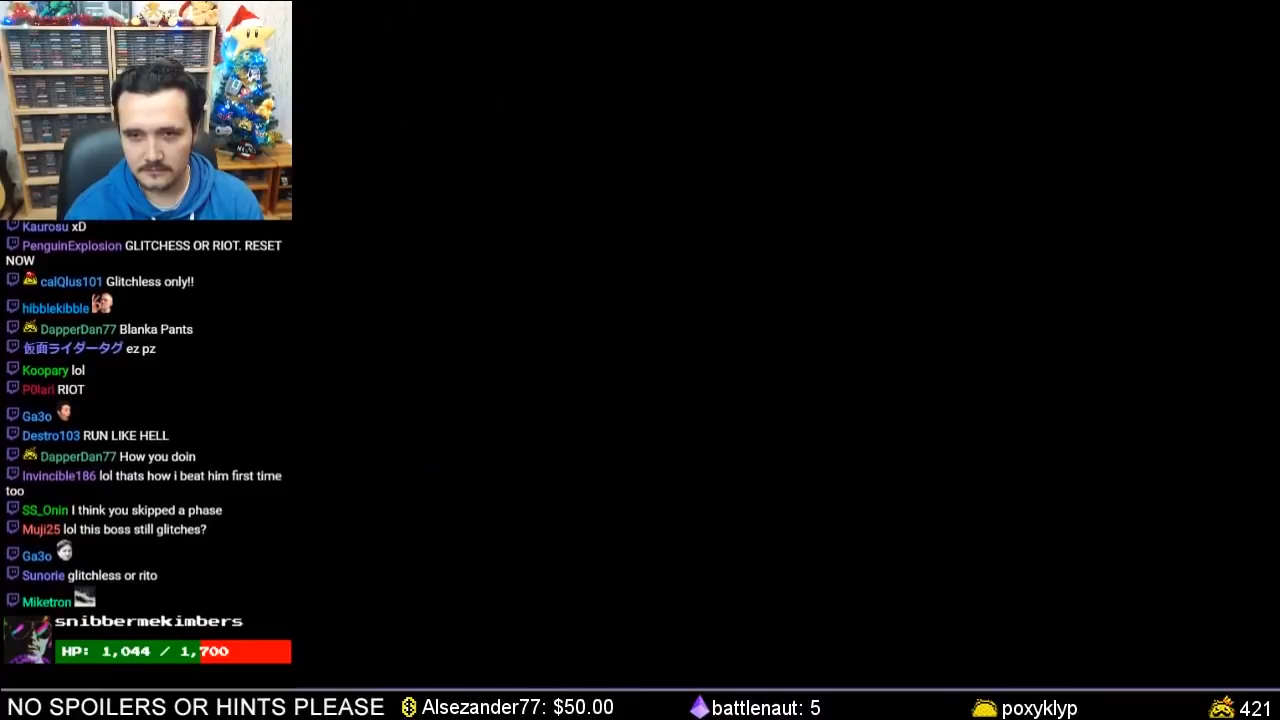 Kaurosu xD
PenguinExplosion GLITCHESS OR RIOT. RESET
NOW
calQlus101 Glitchless only!!
hibblekibble
DapperDan77 Blanka Pants
仮面ライダータグ ez pz
Koopary lol
P0lari RIOT
Ga3o
Destro103 RUN LIKE HELL
DapperDan77 How you doin
Invincible186 lol thats how i beat him first time
too
SS_Onin I think you skipped a phase
Muji25 lol this boss still glitches?
Ga3o
Sunorie glitchless or rito
Miketron
snibbermekimbers
HP: 1,044 / 1,700
NO SPOILERS OR HINTS PLEASE Alsezander77: $50.00 battlenaut: 5 poxyklyp 421